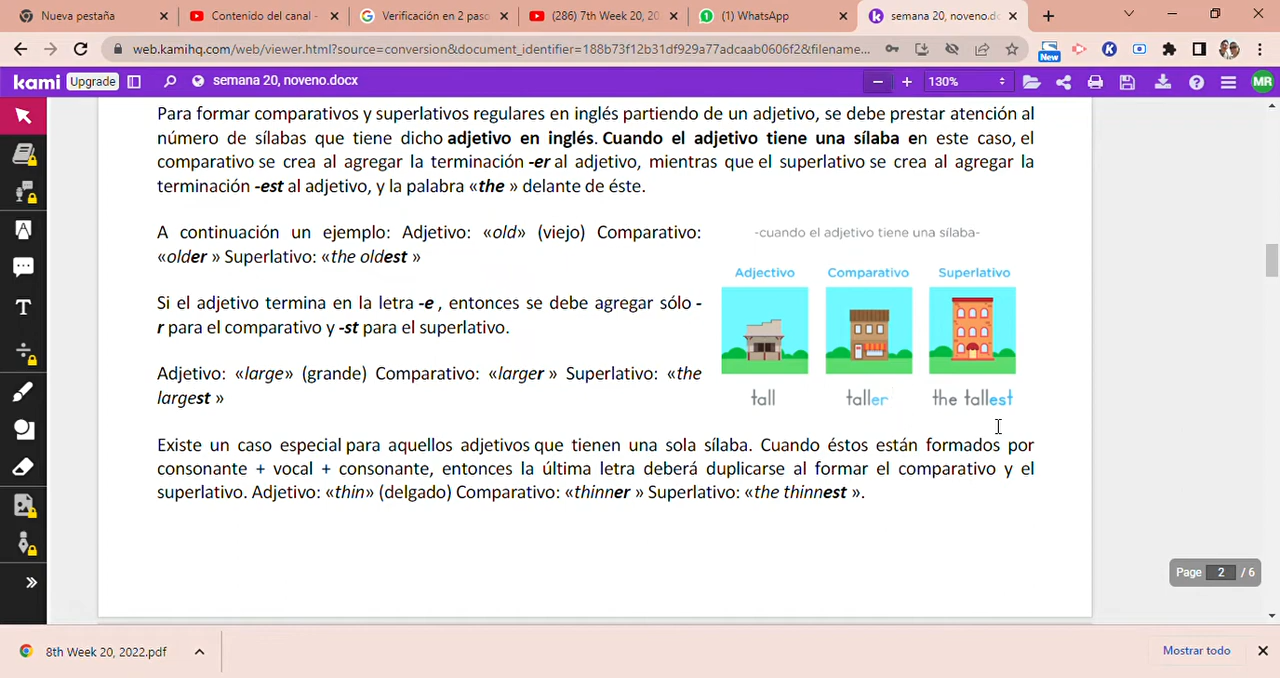 Nueva pestaña
Contenido del canal -
Verificación en 2 paso
(286) 7th Week 20, 20
(1) WhatsApp
semana 20, noveno.dc
web.kamihq.com/web/viewer.html?source=conversion&document_identifier=188b73f12b31df929a77adcaab0606f2&filename...
New
kami Upgrade semana 20, noveno.docx 130% MR
Para formar comparativos y superlativos regulares en inglés partiendo de un adjetivo, se debe prestar atención al
número de sílabas que tiene dicho adjetivo en inglés. Cuando el adjetivo tiene una sílaba en este caso, el
comparativo se crea al agregar la terminación -er al adjetivo, mientras que el superlativo se crea al agregar la
terminación -est al adjetivo, y la palabra «the » delante de éste.
A continuación un ejemplo: Adjetivo: «old» (viejo) Comparativo:
«older » Superlativo: «the oldest »
Si el adjetivo termina en la letra -e , entonces se debe agregar sólo -
r para el comparativo y -st para el superlativo.
Adjetivo: «large» (grande) Comparativo: «larger » Superlativo: «the
largest »
-cuando el adjetivo tiene una sílaba-
Adjectivo Comparativo Superlativo
tall taller the tallest
Existe un caso especial para aquellos adjetivos que tienen una sola sílaba. Cuando éstos están formados por
consonante + vocal + consonante, entonces la última letra deberá duplicarse al formar el comparativo y el
superlativo. Adjetivo: «thin» (delgado) Comparativo: «thinner » Superlativo: «the thinnest ».
Page 2 / 6
8th Week 20, 2022.pdf
Mostrar todo